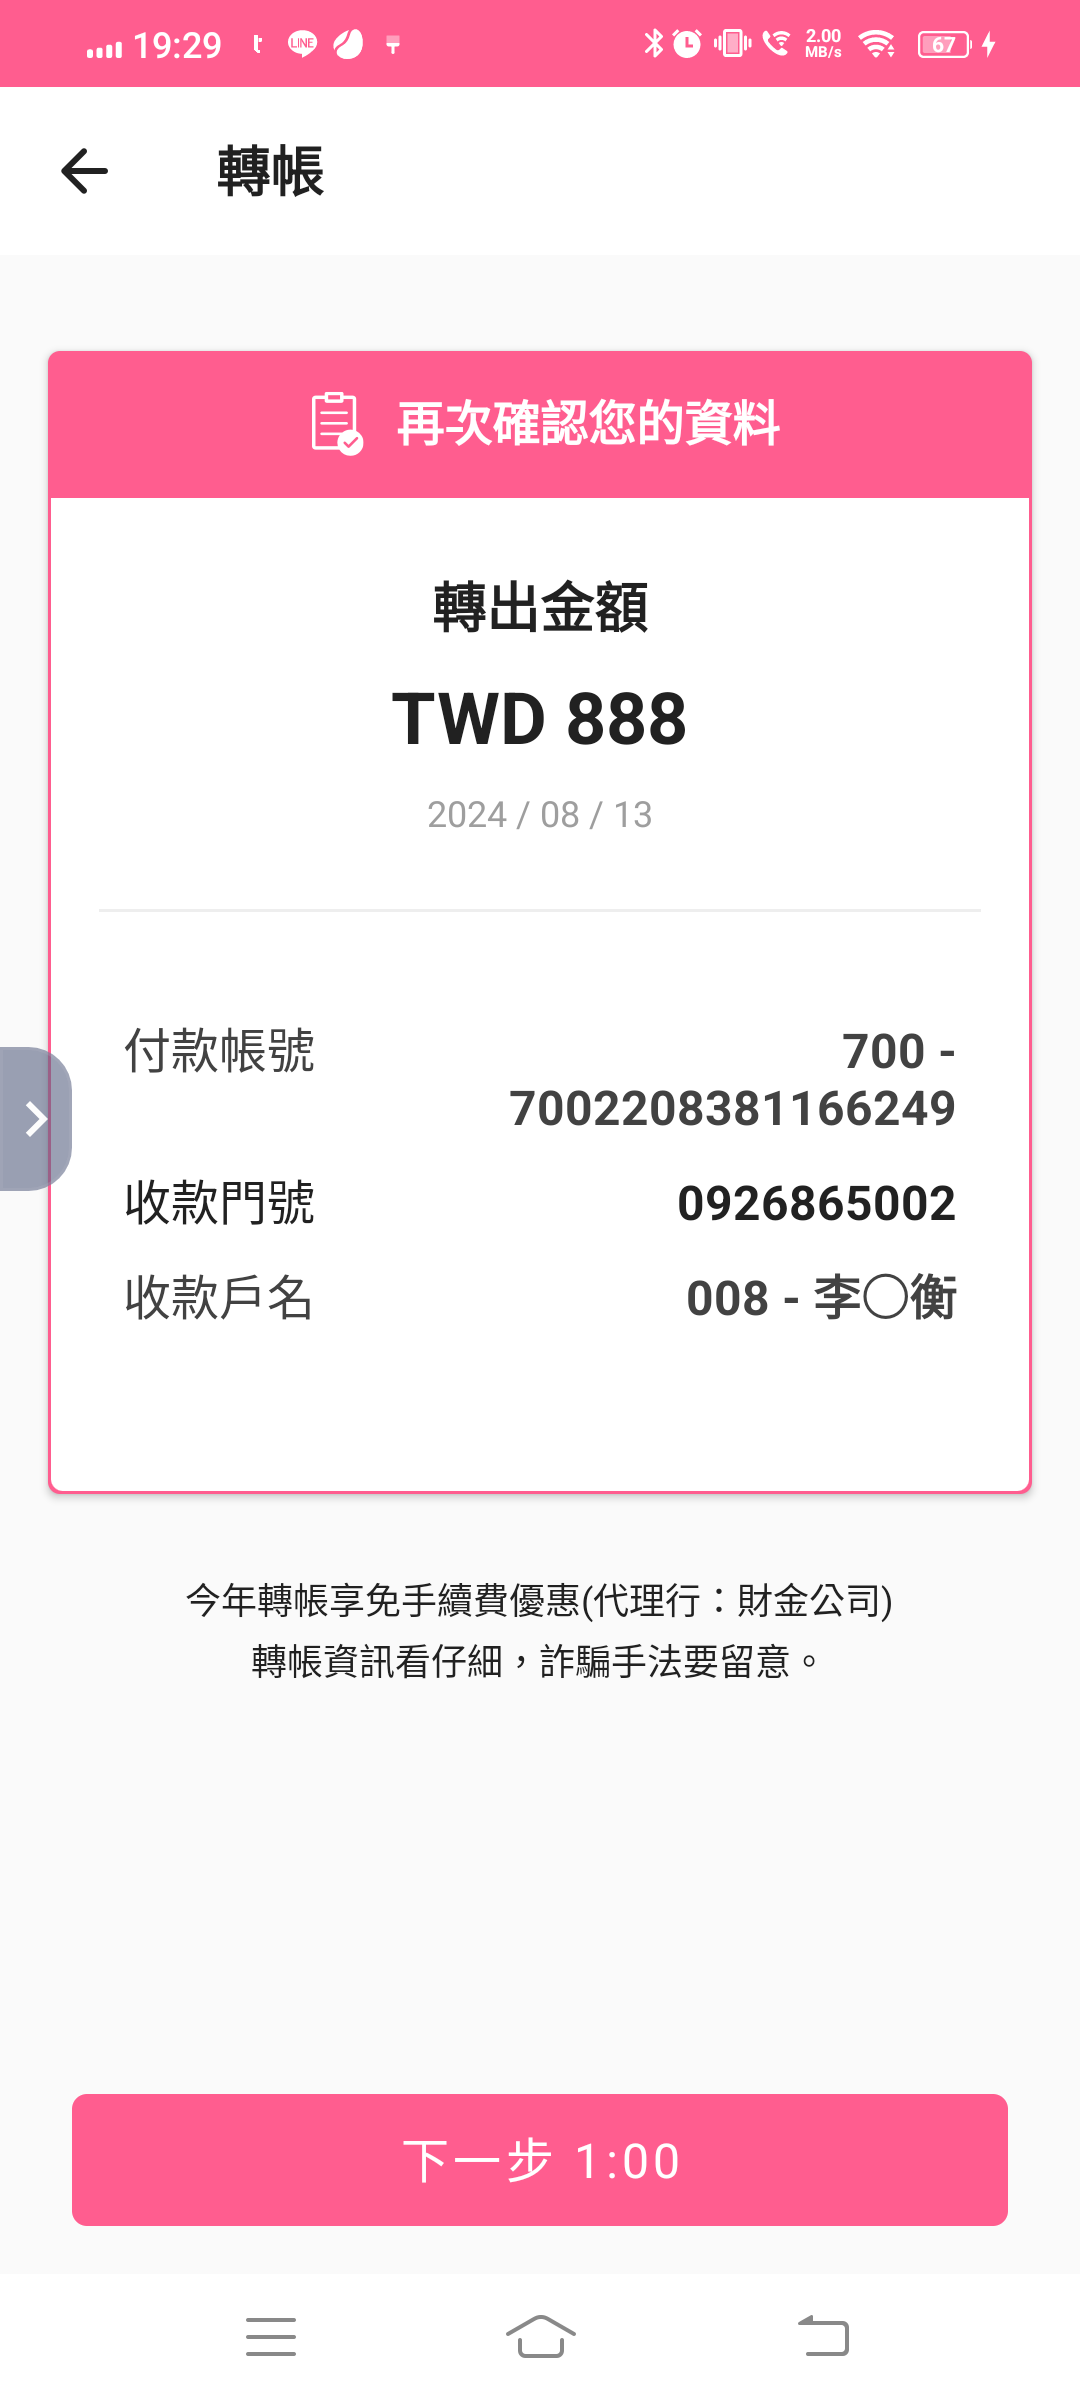 19:29
LINE
2.00
MB/s
67
轉帳
再次確認您的資料
轉出金額
TWD 888
2024 / 08 / 13
付款帳號
700 -
7002208381166249
收款門號
0926865002
收款戶名
008 - 李〇衡
今年轉帳享免手續費優惠(代理行：財金公司)
轉帳資訊看仔細，詐騙手法要留意。
下一步 1:00